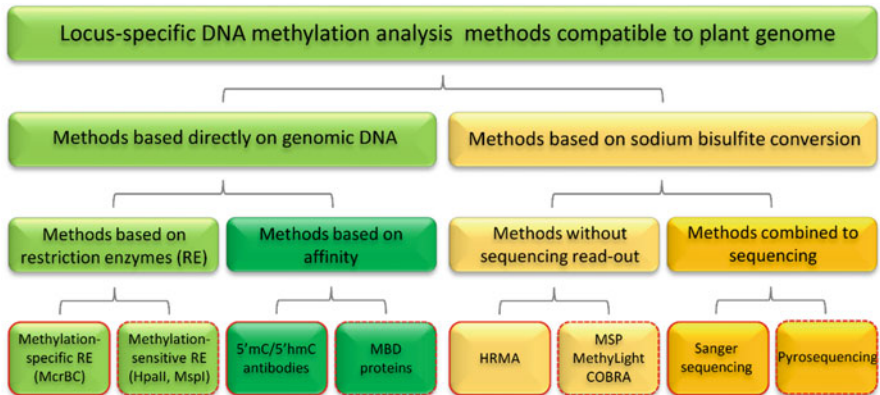 Locus-specific DNA methylation analysis methods compatible to plant genome
Methods based directly on genomic DNA
Methods based on sodium bisulfite conversion
Methods based on
restriction enzymes (RE)
Methods based on
affinity
Methods without
sequencing read-out
Methods combined to
sequencing
Methylation-
specific RE
(McrBC)
Methylation-
sensitive RE
(HpaII, MspI)
5'mC/5'hmC
antibodies
MBD
proteins
HRMA
MSP
MethyLight
COBRA
Sanger
sequencing
Pyrosequencing